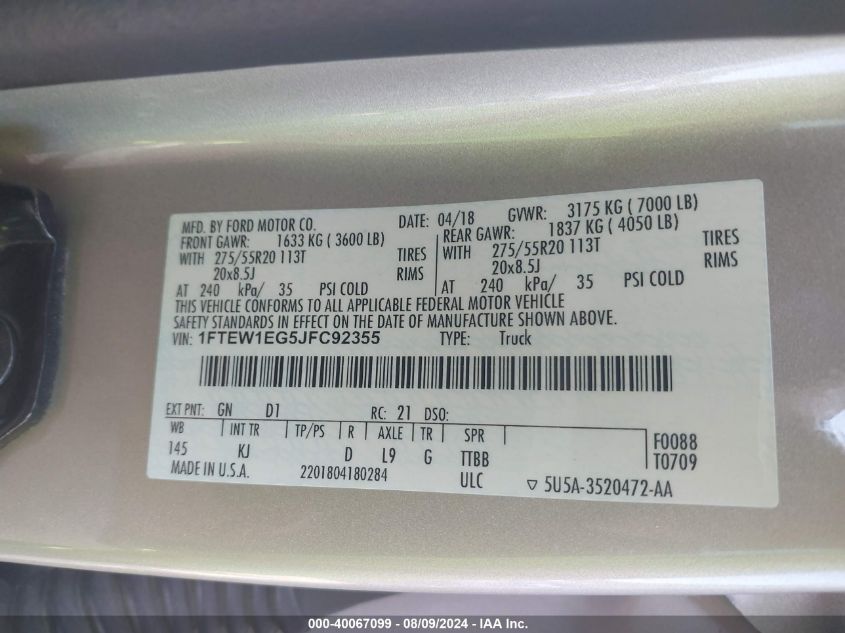 MFD. BY FORD MOTOR CO. DATE: 04/18 GVWR: 3175 KG ( 7000 LB)
FRONT GAWR: 1633 KG ( 3600 LB) REAR GAWR: 1837 KG ( 4050 LB)
WITH 275/55R20 113T TIRES WITH 275/55R20 113T TIRES
20x8.5J RIMS 20x8.5J RIMS
AT 240 kPa/ 35 PSI COLD AT 240 kPa/ 35 PSI COLD
THIS VEHICLE CONFORMS TO ALL APPLICABLE FEDERAL MOTOR VEHICLE
SAFETY STANDARDS IN EFFECT ON THE DATE OF MANUFACTURE SHOWN ABOVE.
VIN: 1FTEW1EG5JFC92355 TYPE: Truck
EXT PNT: GN D1 RC: 21 DSO:
WB INT TR TP/PS R AXLE TR SPR F0088
145 KJ D L9 G TTBB T0709
MADE IN U.S.A. 2201804180284 ULC ▽ 5U5A-3520472-AA
000-40067099 - 08/09/2024 - IAA Inc.